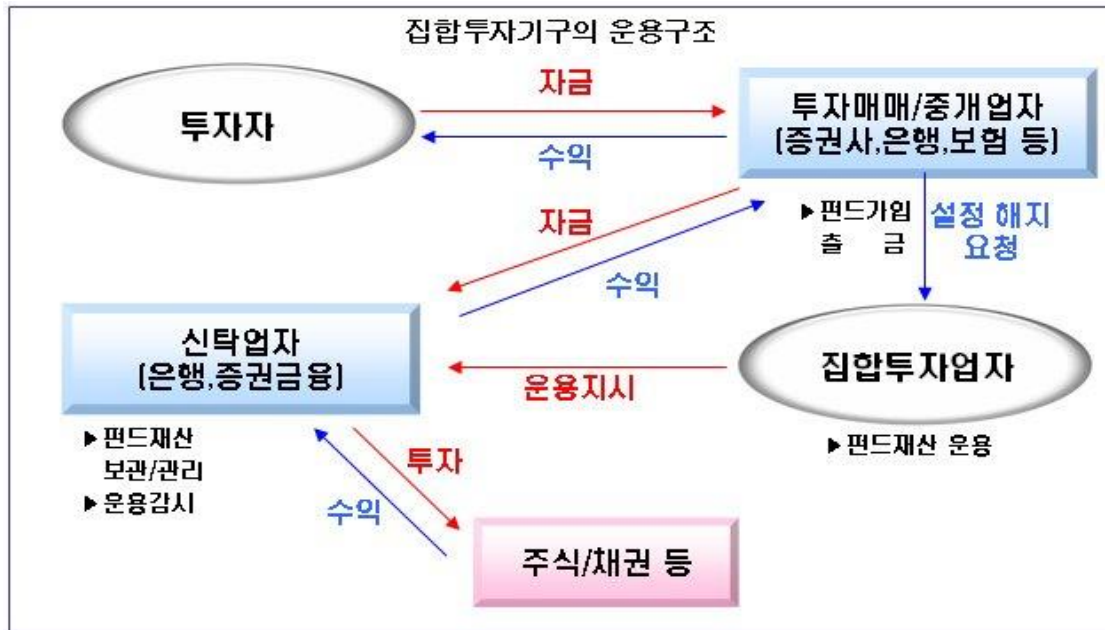 집합투자기구의 운용구조
투자자
자금
수익
투자매매/중개업자
(증권사,은행,보험 등)
▶펀드가입
출 금
설정 해지
요청
자금
수익
신탁업자
(은행,증권금융)
▶펀드재산
보관/관리
▶운용감시
운용지시
집합투자업자
▶펀드재산 운용
투자
수익
주식/채권 등